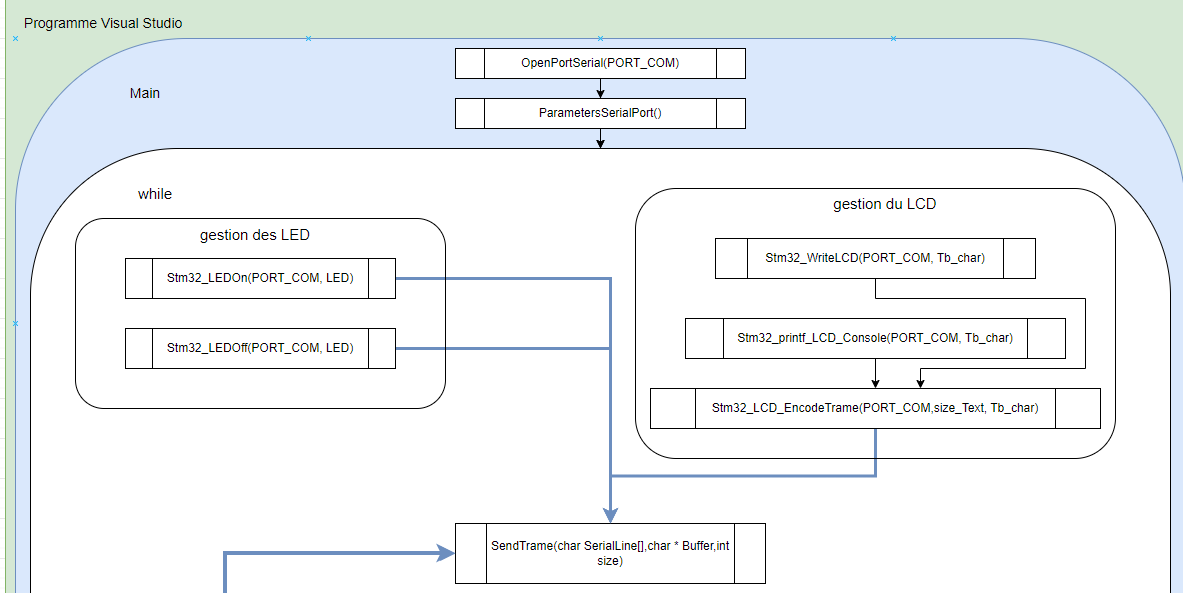 Programme Visual Studio
OpenPortSerial(PORT_COM)
Main
ParametersSerialPort()
while
gestion des LED
Stm32_LEDOn(PORT_COM, LED)
Stm32_LEDOff(PORT_COM, LED)
gestion du LCD
Stm32_WriteLCD(PORT_COM, Tb_char)
Stm32_printf_LCD_Console(PORT_COM, Tb_char)
Stm32_LCD_EncodeTrame(PORT_COM,size_Text, Tb_char)
SendTrame(char SerialLine[],char * Buffer,int
size)